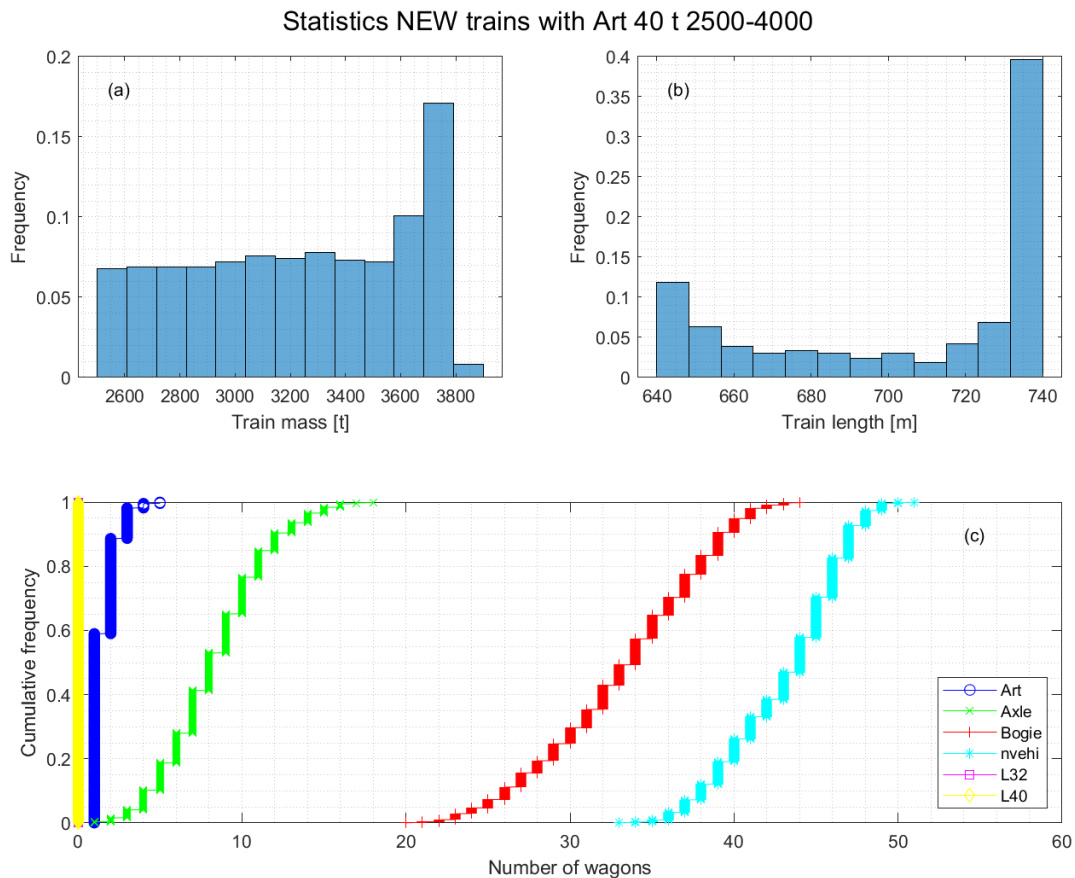 Statistics NEW trains with Art 40 t 2500-4000
(a)
0.2
0.15
0.1
0.05
0
Frequency
2600 2800 3000 3200 3400 3600 3800
Train mass [t]
(b)
0.4
0.35
0.3
0.25
0.2
0.15
0.1
0.05
0
Frequency
640 660 680 700 720 740
Train length [m]
(c)
1
0.8
0.6
0.4
0.2
0
Cumulative frequency
Art
Axle
Bogie
nvehi
L32
L40
0 10 20 30 40 50 60
Number of wagons